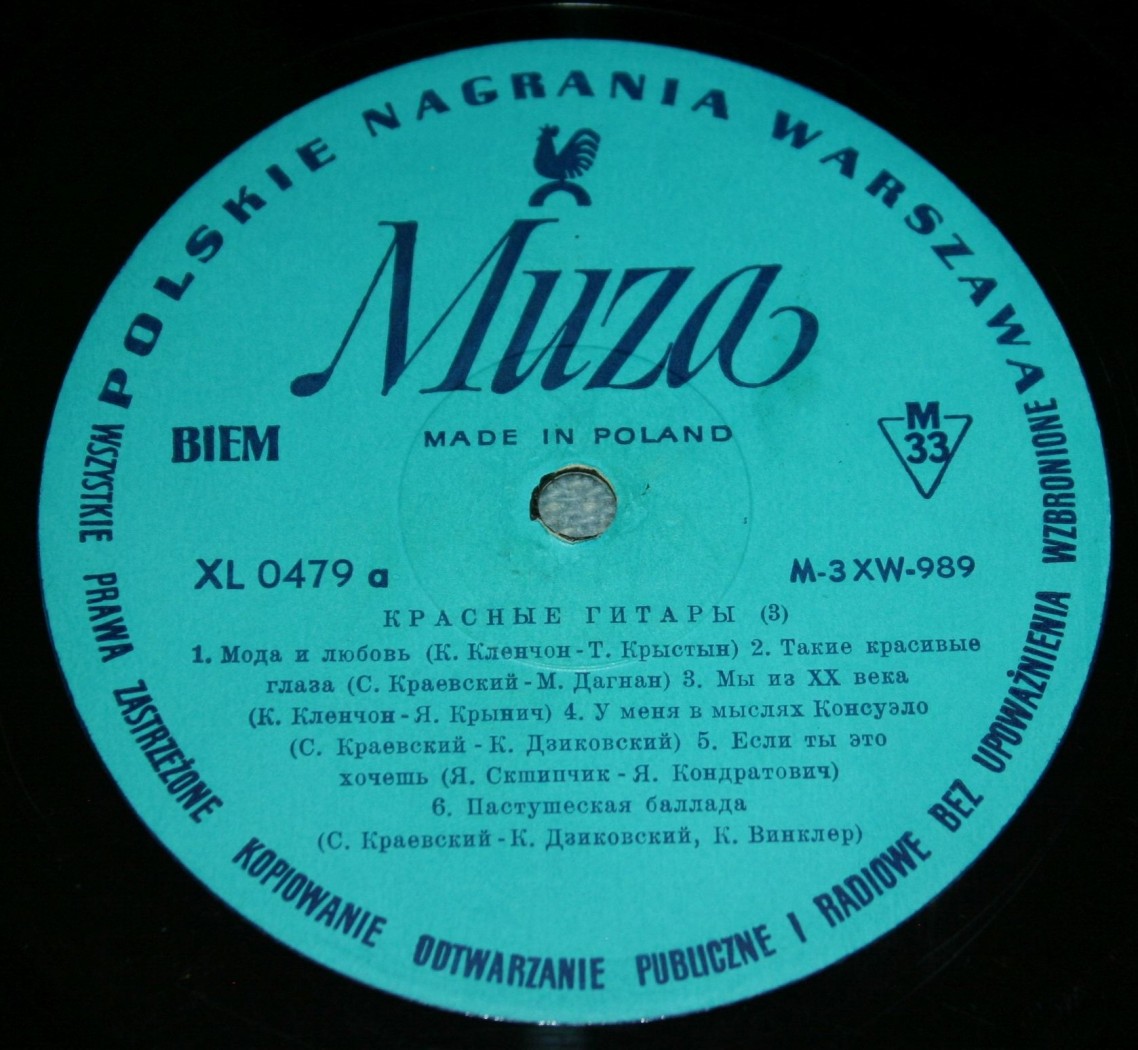 POLSKIE NAGRANIA WARSZAWA
Muza
BIEM
MADE IN POLAND
M
33
XL 0479 a
M-3 XW-989
КРАСНЫЕ ГИТАРЫ (3)
1. Мода и любовь (К. Кленчон - Т. Крыстын) 2. Такие красивые
глаза (С. Краевский - М. Дагнан) 3. Мы из XX века
(К. Кленчон - Я. Крынич) 4. У меня в мыслях Консуэло
(С. Краевский - К. Дзиковский) 5. Если ты это
хочешь (Я. Скшипчик - Я. Кондратович)
6. Пастушеская баллада
(С. Краевский - К. Дзиковский, К. Винклер)
WSZYSTKIE PRAWA ZASTRZEŻONE KOPIOWANIE ODTWARZANIE PUBLICZNE I RADIOWE BEZ UPOWAŻNIENIA WZBRONIONE